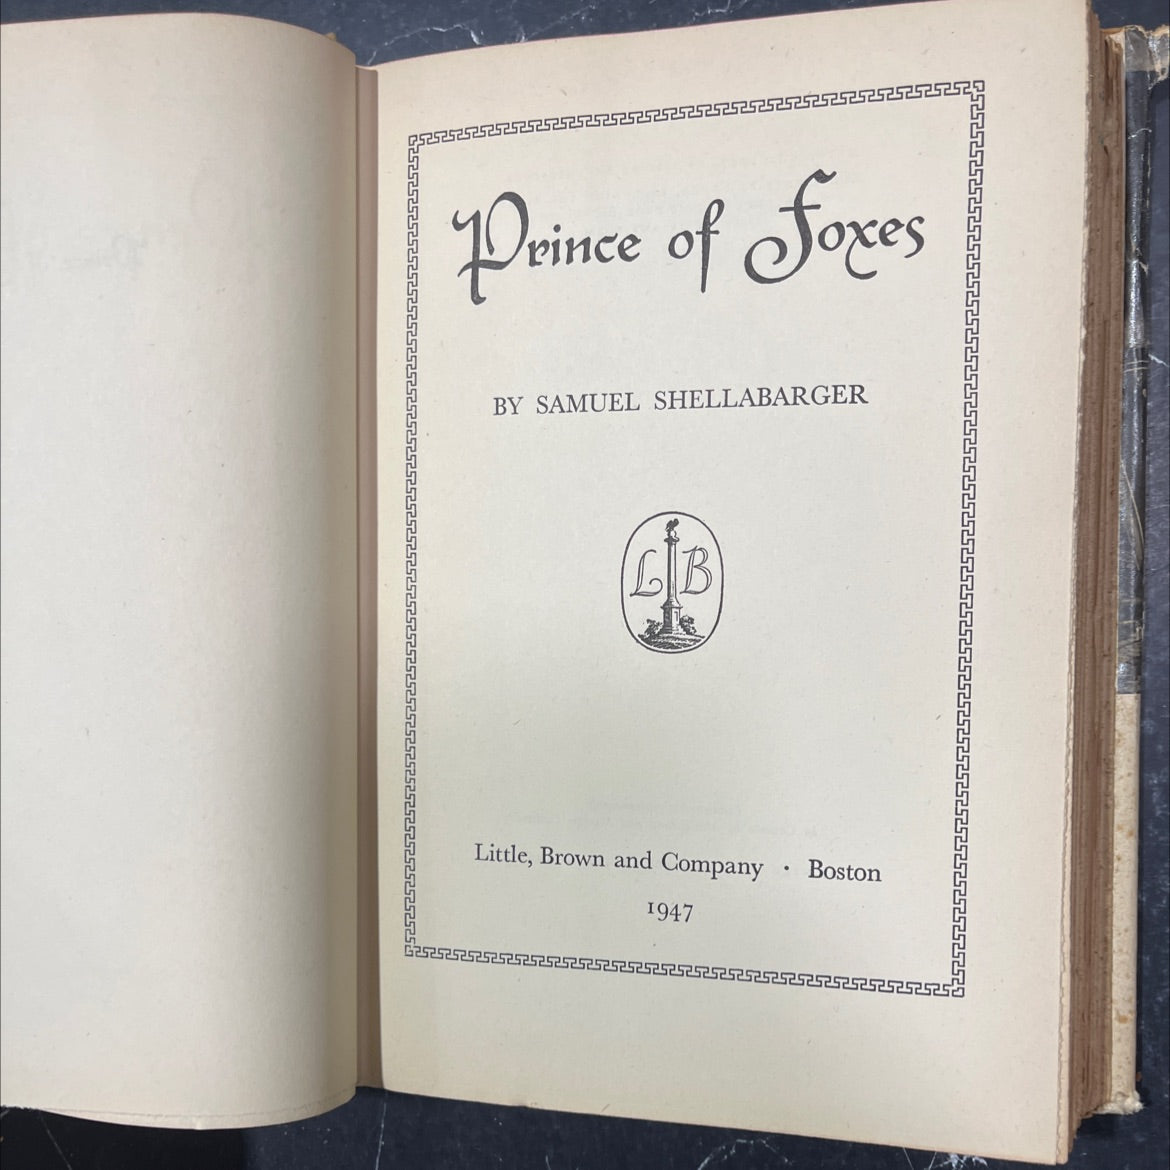 Prince of Foxes
BY SAMUEL SHELLABARGER
L B
Little, Brown and Company · Boston
1947